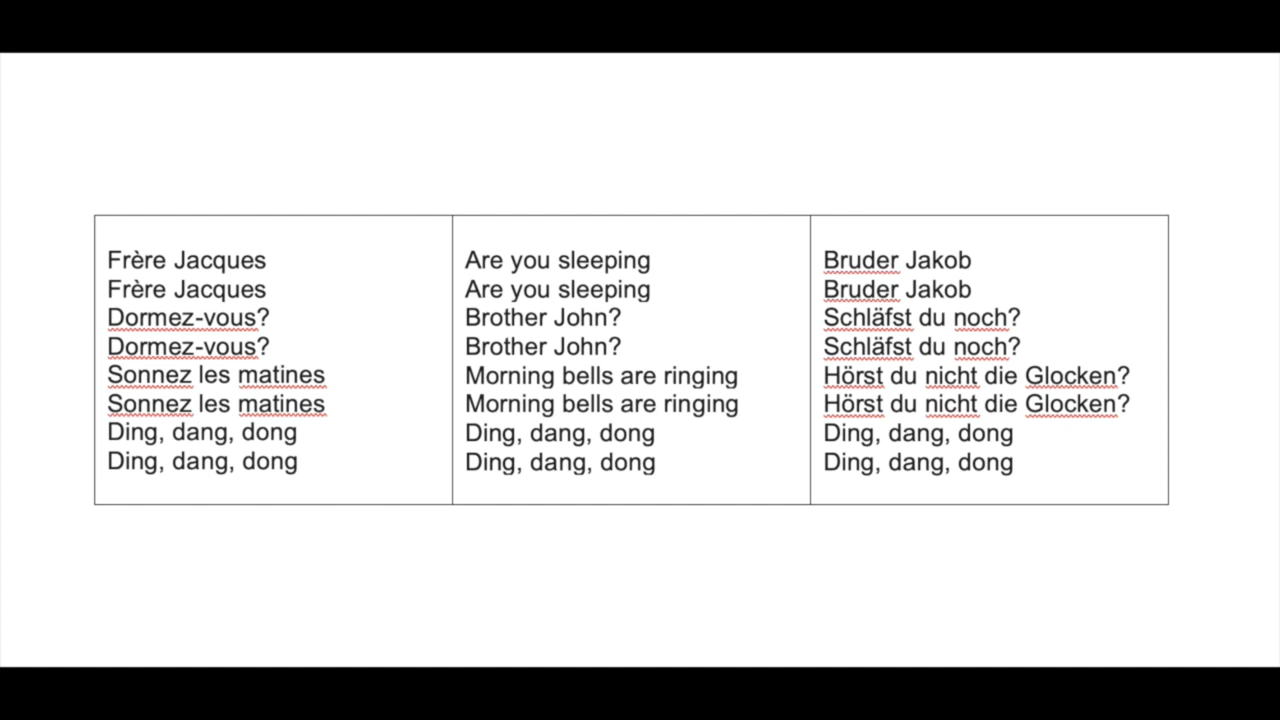 Frère Jacques
Frère Jacques
Dormez-vous?
Dormez-vous?
Sonnez les matines
Sonnez les matines
Ding, dang, dong
Ding, dang, dong
Are you sleeping
Are you sleeping
Brother John?
Brother John?
Morning bells are ringing
Morning bells are ringing
Ding, dang, dong
Ding, dang, dong
Bruder Jakob
Bruder Jakob
Schläfst du noch?
Schläfst du noch?
Hörst du nicht die Glocken?
Hörst du nicht die Glocken?
Ding, dang, dong
Ding, dang, dong